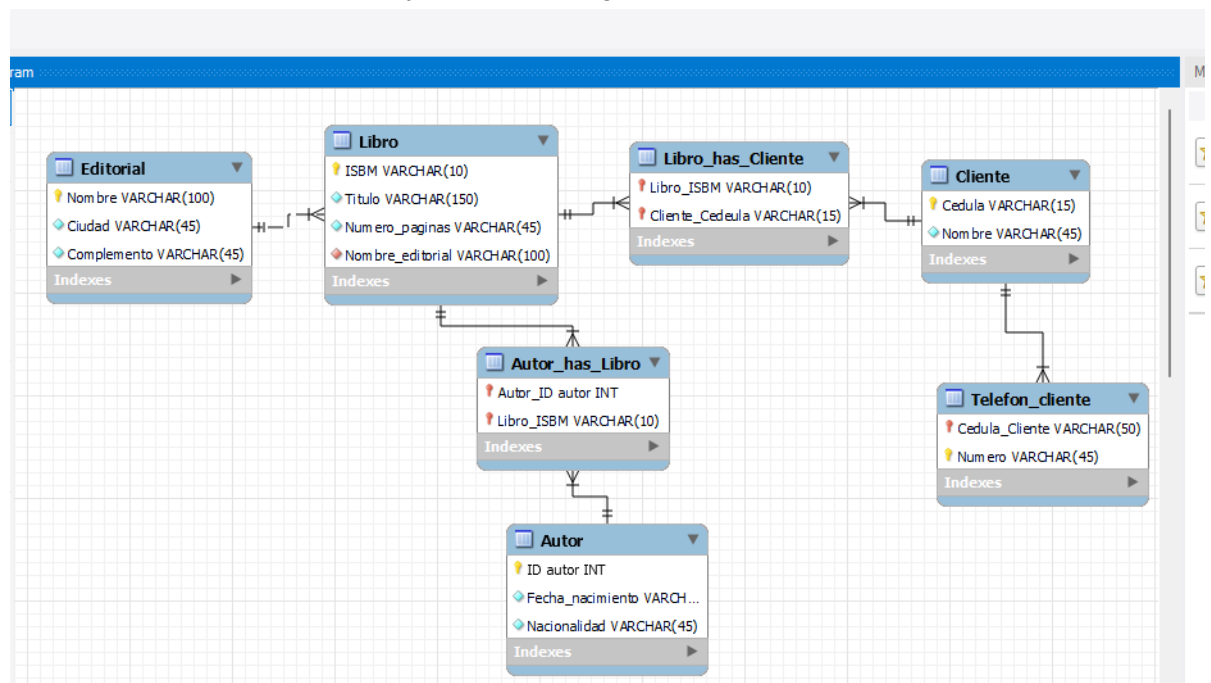 ram
M
Editorial
Nombre VARCHAR(100)
Ciudad VARCHAR(45)
Complemento VARCHAR(45)
Indexes
Libro
ISBM VARCHAR(10)
Titulo VARCHAR(150)
Numero_paginas VARCHAR(45)
Nombre_editorial VARCHAR(100)
Indexes
Libro_has_Cliente
Libro_ISBM VARCHAR(10)
Cliente_Cedeula VARCHAR(15)
Indexes
Cliente
Cedula VARCHAR(15)
Nombre VARCHAR(45)
Indexes
Autor_has_Libro
Autor_ID autor INT
Libro_ISBM VARCHAR(10)
Indexes
Telefon_cliente
Cedula_Cliente VARCHAR(50)
Numero VARCHAR(45)
Indexes
Autor
ID autor INT
Fecha_nacimiento VARCH...
Nacionalidad VARCHAR(45)
Indexes